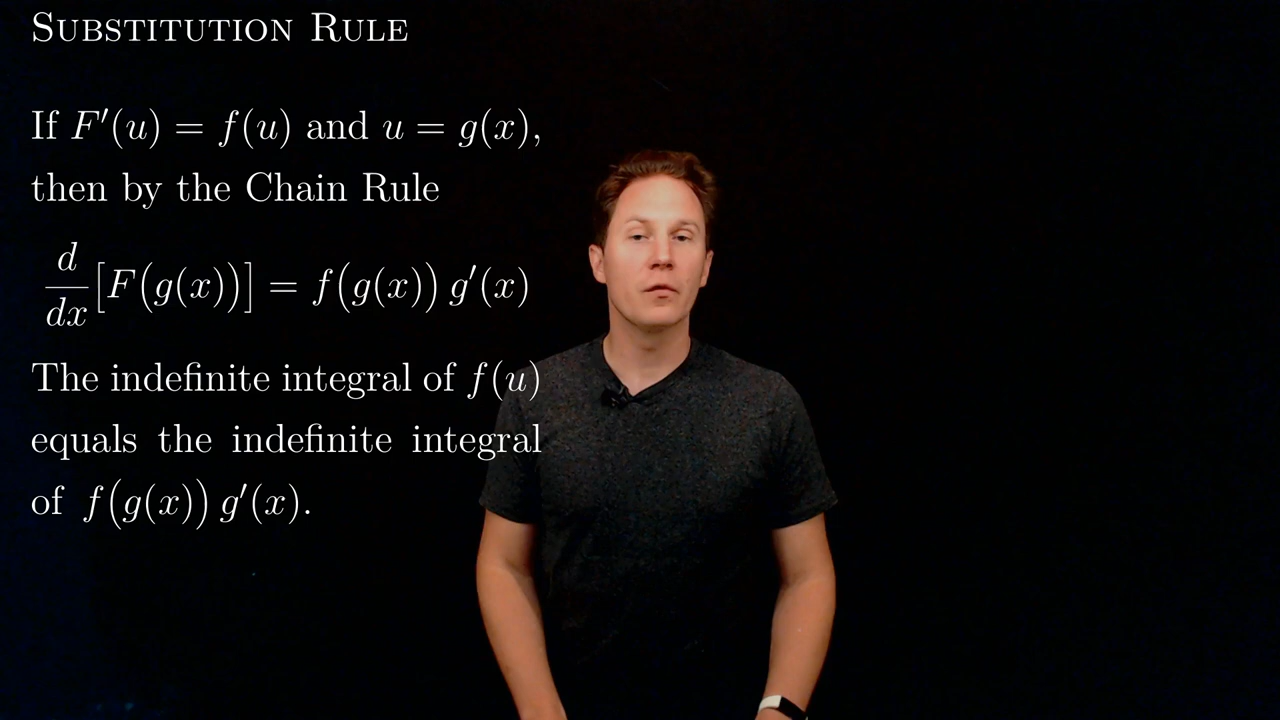 Substitution Rule
If F′(u) = f(u) and u = g(x),
then by the Chain Rule
d/dx [F(g(x))] = f(g(x)) g′(x)
The indefinite integral of f(u)
equals the indefinite integral
of f(g(x)) g′(x).